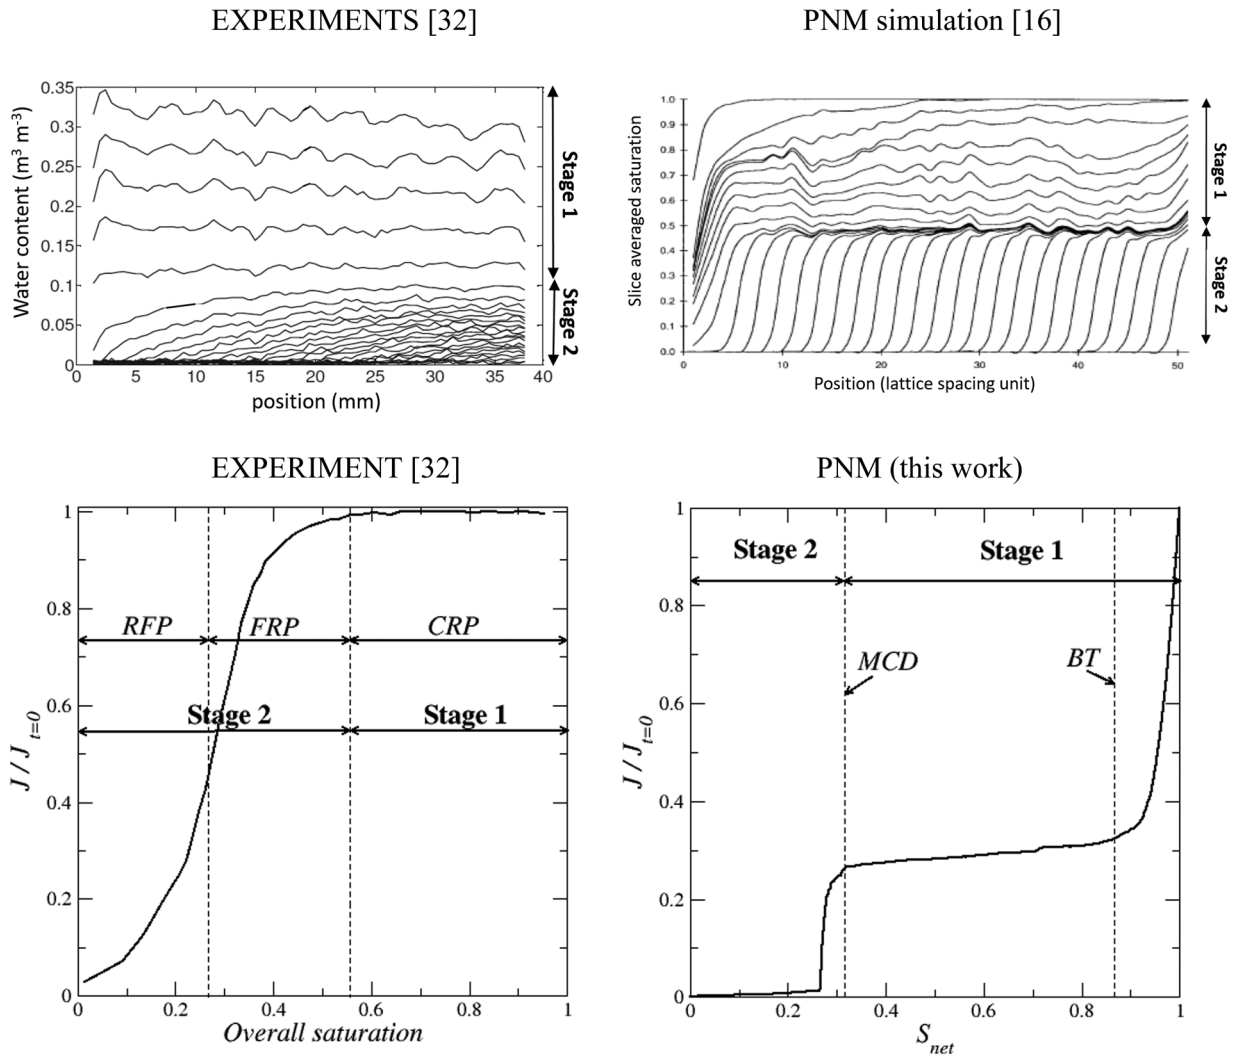 EXPERIMENTS [32]
PNM simulation [16]
Water content (m³ m⁻³)
0.35
0.3
0.25
0.2
0.15
0.1
0.05
0
0
5
10
15
20
25
30
35
40
position (mm)
Stage 1
Stage 2
Slice averaged saturation
1.0
0.9
0.8
0.7
0.6
0.5
0.4
0.3
0.2
0.1
0.0
0
10
20
30
40
50
Position (lattice spacing unit)
Stage 1
Stage 2
EXPERIMENT [32]
PNM (this work)
J / J t=0
1
0.8
0.6
0.4
0.2
0
RFP
FRP
CRP
Stage 2
Stage 1
0
0.2
0.4
0.6
0.8
1
Overall saturation
J / J t=0
1
0.8
0.6
0.4
0.2
0
Stage 2
Stage 1
MCD
BT
0
0.2
0.4
0.6
0.8
1
S net